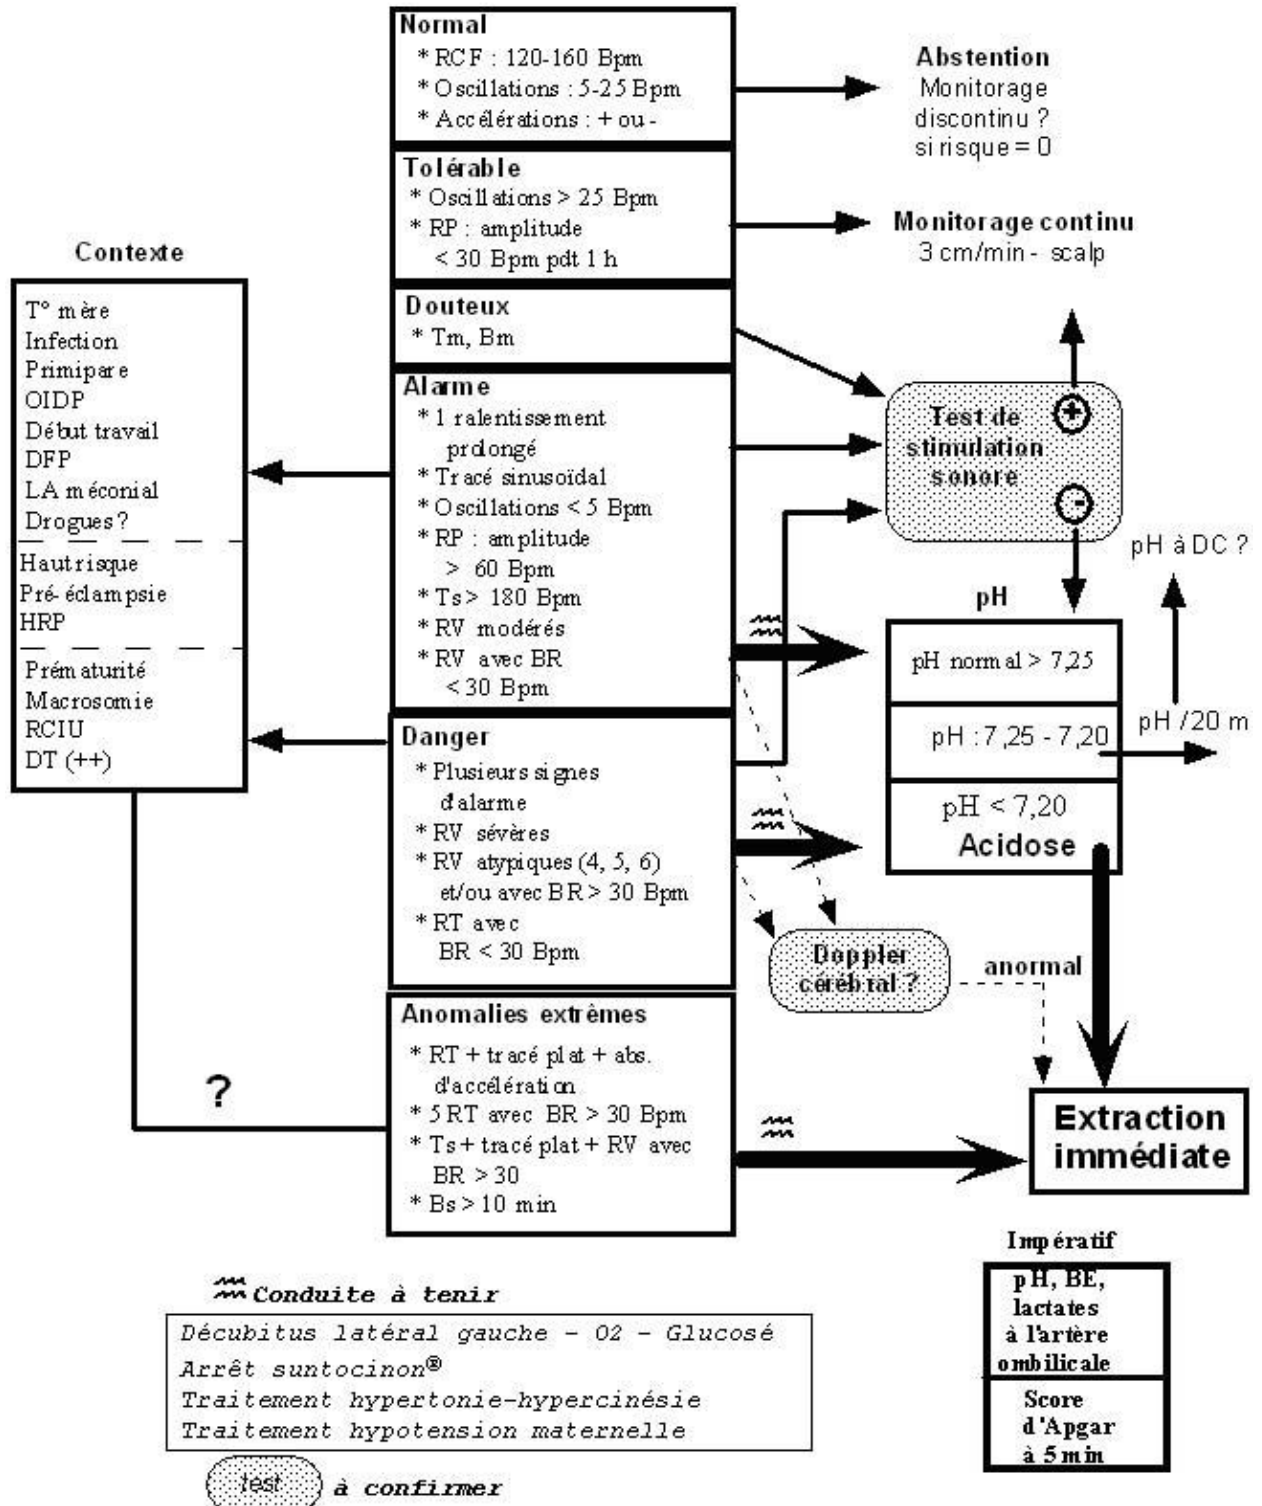 Normal
* RCF : 120-160 Bpm
* Oscillations : 5-25 Bpm
* Accélérations : + ou -
Abstention
Monitorage
discontinu ?
si risque = 0
Tolérable
* Oscillations > 25 Bpm
* RP : amplitude
< 30 Bpm pdt 1 h
Monitorage continu
3 cm/min - scalp
Contexte
T° mère
Infection
Primipare
OIDP
Début travail
DFP
LA méconial
Drogues ?
Haut risque
Pré-éclampsie
HRP
Prématurité
Macrosomie
RCIU
DT (++)
Douteux
* Tm, Bm
Alarme
* 1 ralentissement
prolongé
* Tracé sinusoïdal
* Oscillations < 5 Bpm
* RP : amplitude
> 60 Bpm
* Ts > 180 Bpm
* RV modérés
* RV avec BR
< 30 Bpm
Test de
stimulation
sonore
+
-
pH à DC ?
pH
pH normal > 7,25
pH : 7,25 - 7,20
pH /20 m
pH < 7,20
Acidose
Danger
* Plusieurs signes
d'alarme
* RV sévères
* RV atypiques (4, 5, 6)
et/ou avec BR > 30 Bpm
* RT avec
BR < 30 Bpm
Doppler
cérébral ?
anormal
Anomalies extrêmes
* RT + tracé plat + abs.
d'accélération
* 5 RT avec BR > 30 Bpm
* Ts + tracé plat + RV avec
BR > 30
* Bs > 10 min
?
Extraction
immédiate
Impératif
pH, BE,
lactates
à l'artère
ombilicale
Score
d'Apgar
à 5 min
Conduite à tenir
Décubitus latéral gauche - O2 - Glucosé
Arrêt suntocinon®
Traitement hypertonie-hypercinésie
Traitement hypotension maternelle
test à confirmer